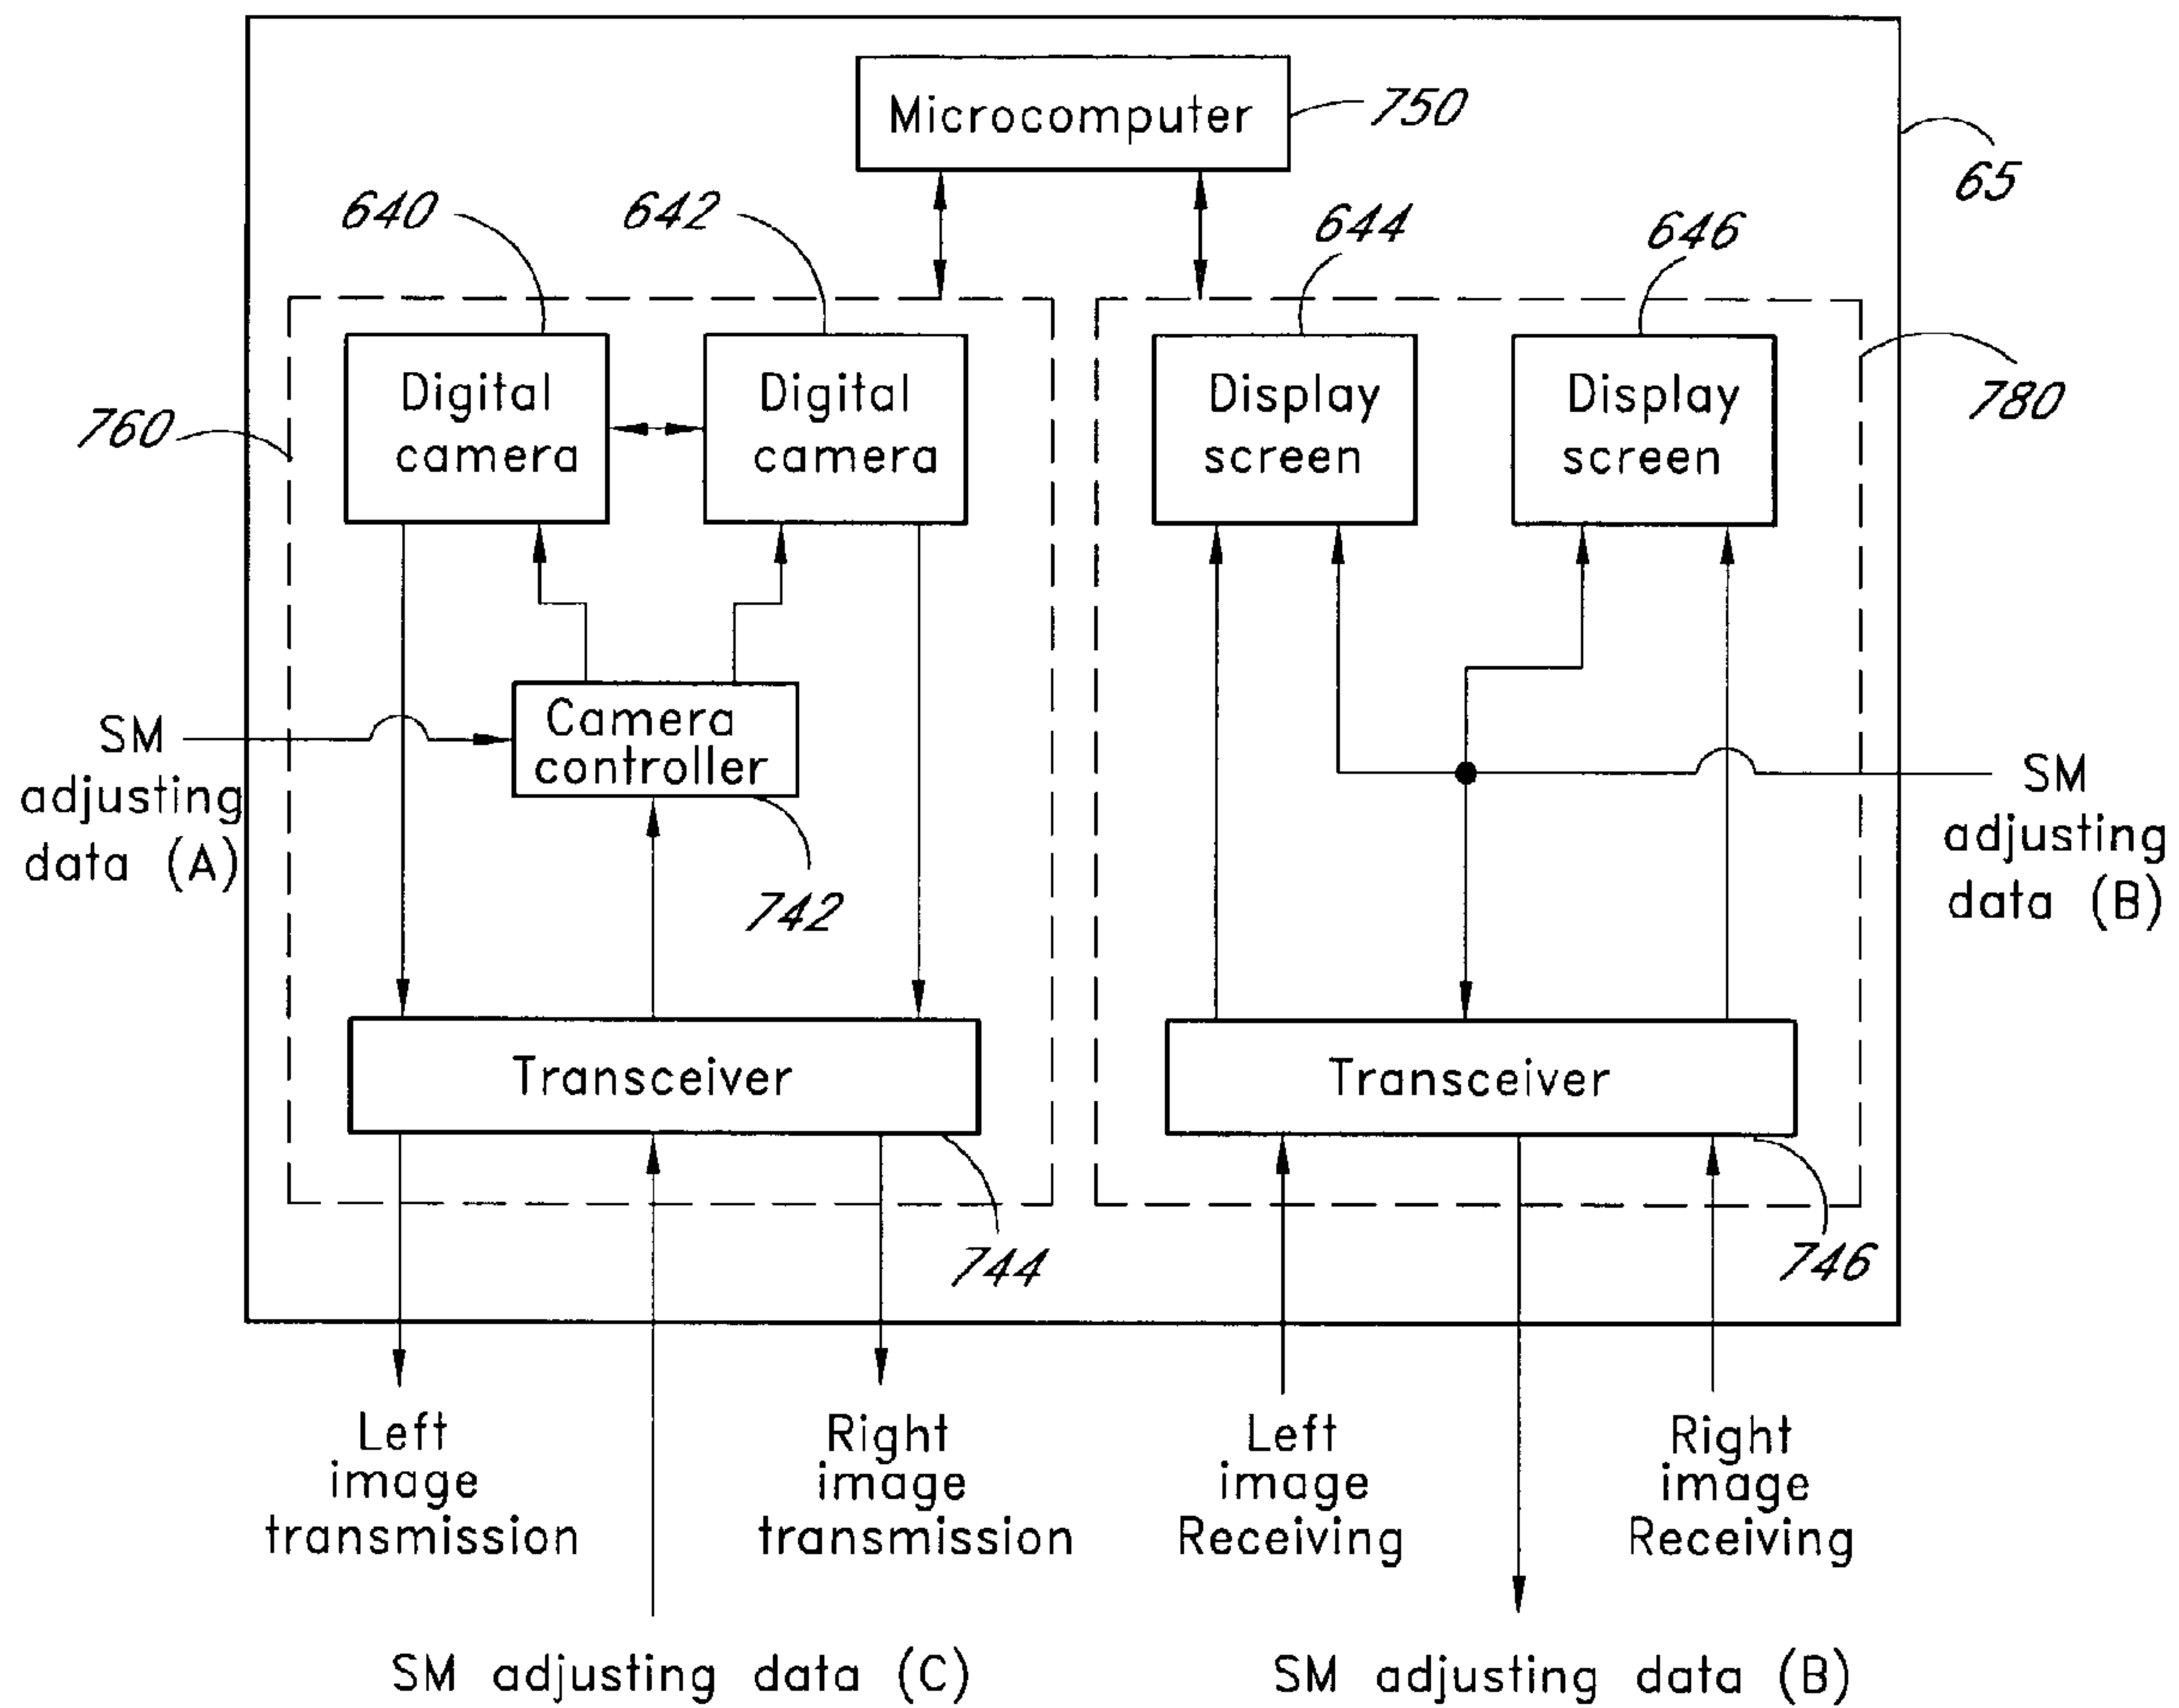 Microcomputer
750
65
640
642
644
646
Digital
camera
Digital
camera
Display
screen
Display
screen
760
780
SM
adjusting
data (A)
Camera
controller
742
SM
adjusting
data (B)
Transceiver
744
Transceiver
746
Left
image
transmission
Right
image
transmission
Left
image
Receiving
Right
image
Receiving
SM adjusting data (C)
SM adjusting data (B)